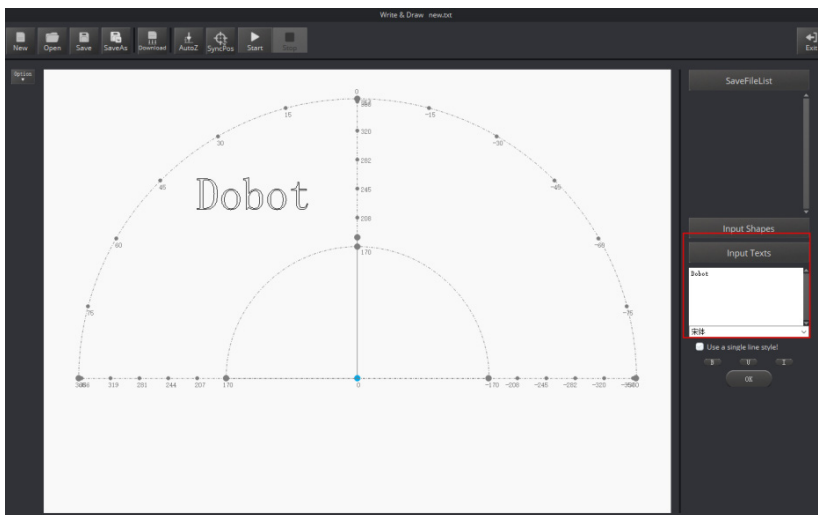 Write & Draw new.txt
New Open Save SaveAs Download AutoZ SyncPos Start Stop Exit
Option
SaveFileList
0
15 -15
30 -30
45 -45
60 -60
75 -75
320
282
245
208
170
Dobot
Input Shapes
Input Texts
Dobot
宋体
Use a single line style!
B U I
OK
319 281 244 207 170 0 -170 -208 -245 -282 -320